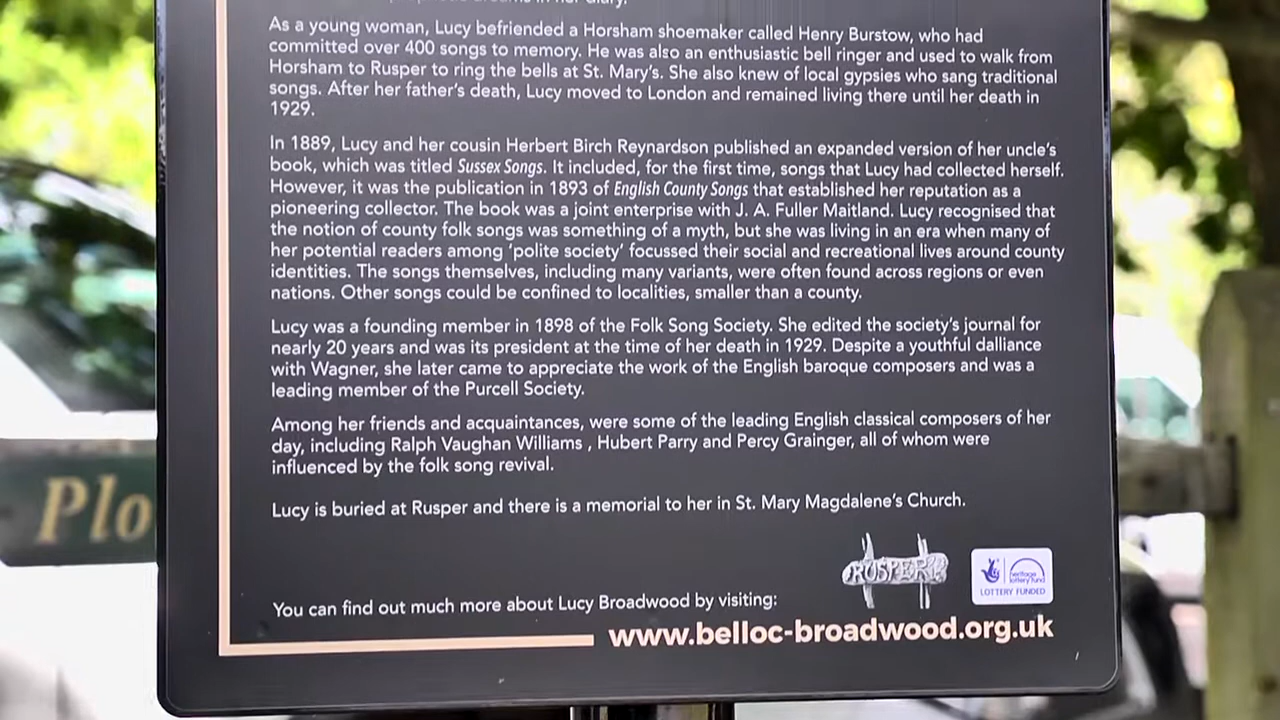 in her diary.
As a young woman, Lucy befriended a Horsham shoemaker called Henry Burstow, who had
committed over 400 songs to memory. He was also an enthusiastic bell ringer and used to walk from
Horsham to Rusper to ring the bells at St. Mary's. She also knew of local gypsies who sang traditional
songs. After her father's death, Lucy moved to London and remained living there until her death in
1929.
In 1889, Lucy and her cousin Herbert Birch Reynardson published an expanded version of her uncle's
book, which was titled Sussex Songs. It included, for the first time, songs that Lucy had collected herself.
However, it was the publication in 1893 of English County Songs that established her reputation as a
pioneering collector. The book was a joint enterprise with J. A. Fuller Maitland. Lucy recognised that
the notion of county folk songs was something of a myth, but she was living in an era when many of
her potential readers among ‘polite society’ focussed their social and recreational lives around county
identities. The songs themselves, including many variants, were often found across regions or even
nations. Other songs could be confined to localities, smaller than a county.
Lucy was a founding member in 1898 of the Folk Song Society. She edited the society's journal for
nearly 20 years and was its president at the time of her death in 1929. Despite a youthful dalliance
with Wagner, she later came to appreciate the work of the English baroque composers and was a
leading member of the Purcell Society.
Among her friends and acquaintances, were some of the leading English classical composers of her
day, including Ralph Vaughan Williams , Hubert Parry and Percy Grainger, all of whom were
influenced by the folk song revival.
Lucy is buried at Rusper and there is a memorial to her in St. Mary Magdalene's Church.
RUSPER
heritage
lottery fund
LOTTERY FUNDED
You can find out much more about Lucy Broadwood by visiting:
www.belloc-broadwood.org.uk
Plo